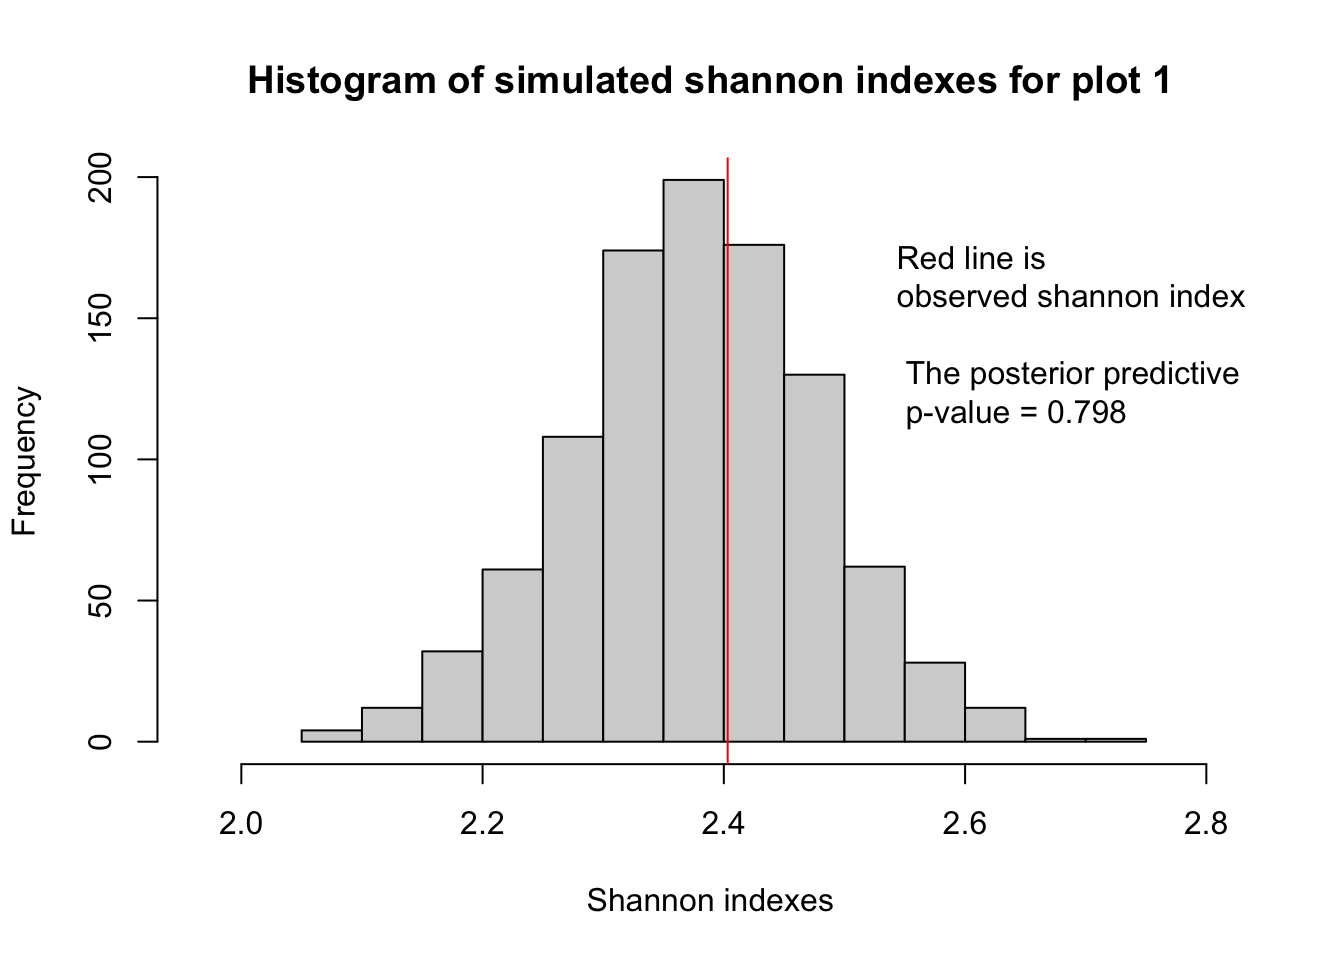 Histogram of simulated shannon indexes for plot 1
200
150
100
50
0
Frequency
Red line is
observed shannon index
The posterior predictive
p-value = 0.798
2.0 2.2 2.4 2.6 2.8
Shannon indexes